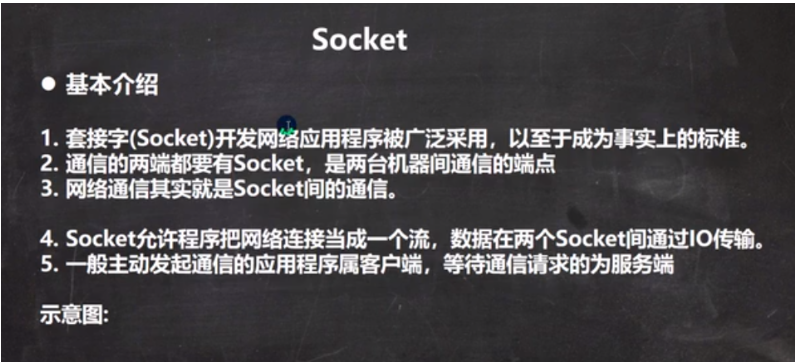 Socket
● 基本介绍
1. 套接字(Socket)开发网络应用程序被广泛采用，以至于成为事实上的标准。
2. 通信的两端都要有Socket，是两台机器间通信的端点
3. 网络通信其实就是Socket间的通信。
4. Socket允许程序把网络连接当成一个流，数据在两个Socket间通过IO传输。
5. 一般主动发起通信的应用程序属客户端，等待通信请求的为服务端
示意图: